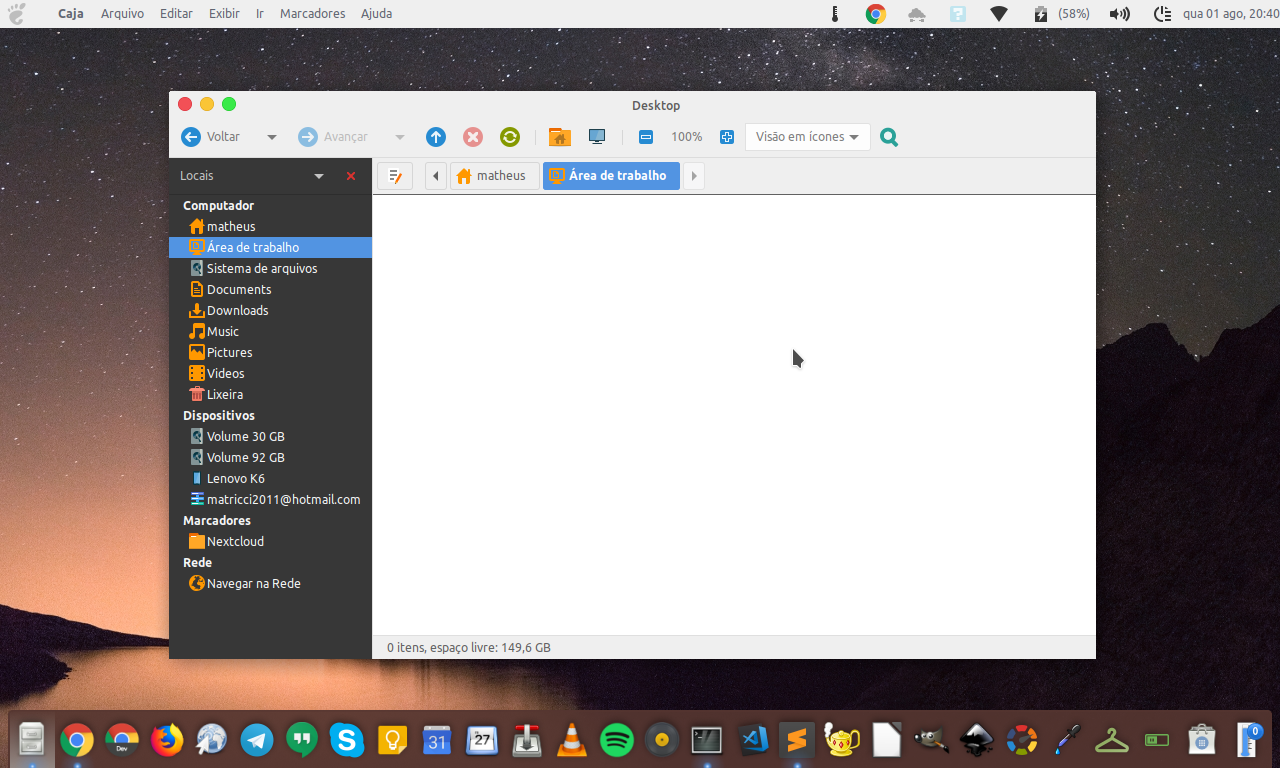 Caja Arquivo Editar Exibir Ir Marcadores Ajuda (58%) qua 01 ago, 20:40
Desktop
Voltar Avançar 100% Visão em ícones
Locais matheus Área de trabalho
Computador
matheus
Área de trabalho
Sistema de arquivos
Documents
Downloads
Music
Pictures
Videos
Lixeira
Dispositivos
Volume 30 GB
Volume 92 GB
Lenovo K6
matricci2011@hotmail.com
Marcadores
Nextcloud
Rede
Navegar na Rede
0 itens, espaço livre: 149,6 GB
Dev 31 27 0